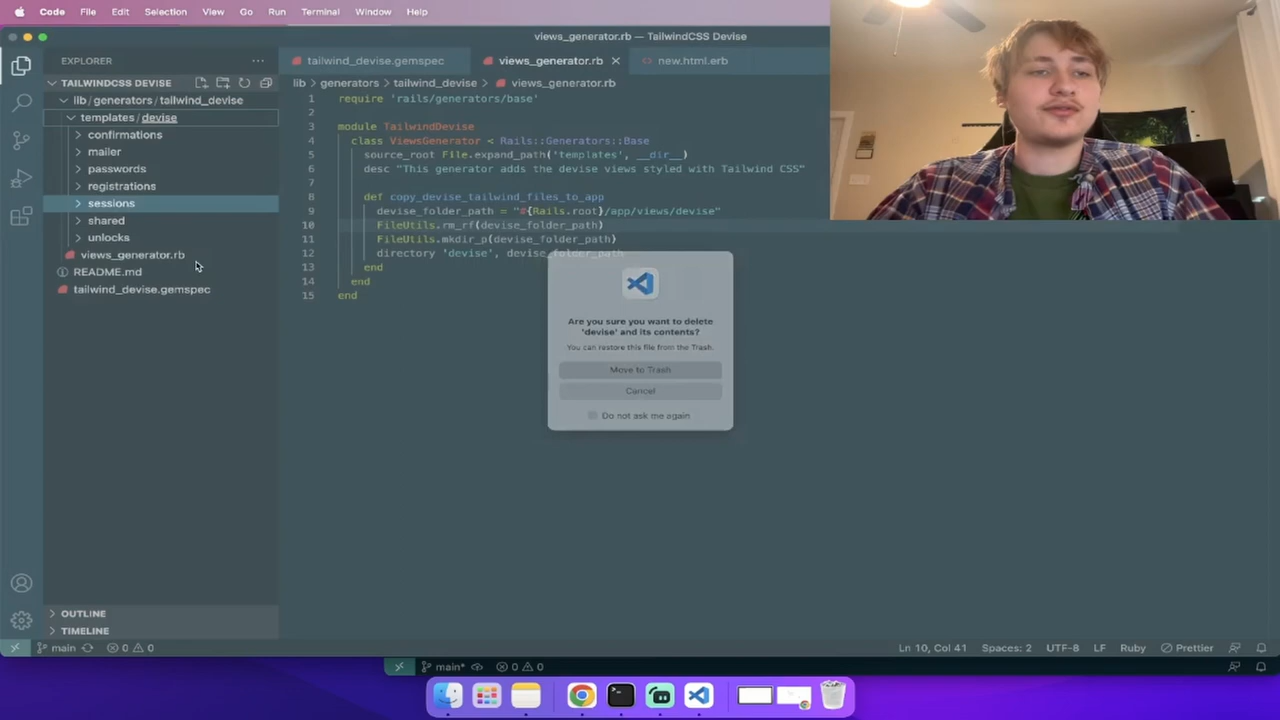 Code File Edit Selection View Go Run Terminal Window Help
views_generator.rb — TailwindCSS Devise
EXPLORER
tailwind_devise.gemspec
views_generator.rb
new.html.erb
TAILWINDCSS DEVISE
lib / generators / tailwind_devise
templates / devise
confirmations
mailer
passwords
registrations
sessions
shared
unlocks
views_generator.rb
README.md
tailwind_devise.gemspec
OUTLINE
TIMELINE
lib > generators > tailwind_devise > views_generator.rb
1 require 'rails/generators/base'
2
3 module TailwindDevise
4 class ViewsGenerator < Rails::Generators::Base
5 source_root File.expand_path('templates', __dir__)
6 desc "This generator adds the devise views styled with Tailwind CSS"
7
8 def copy_devise_tailwind_files_to_app
9 devise_folder_path = "#{Rails.root}/app/views/devise"
10 FileUtils.rm_rf(devise_folder_path)
11 FileUtils.mkdir_p(devise_folder_path)
12 directory 'devise', devise_folder_path
13 end
14 end
15 end
Are you sure you want to delete
'devise' and its contents?
You can restore this file from the Trash.
Move to Trash
Cancel
Do not ask me again
main 0 0
Ln 10, Col 41 Spaces: 2 UTF-8 LF Ruby Prettier
main* 0 0